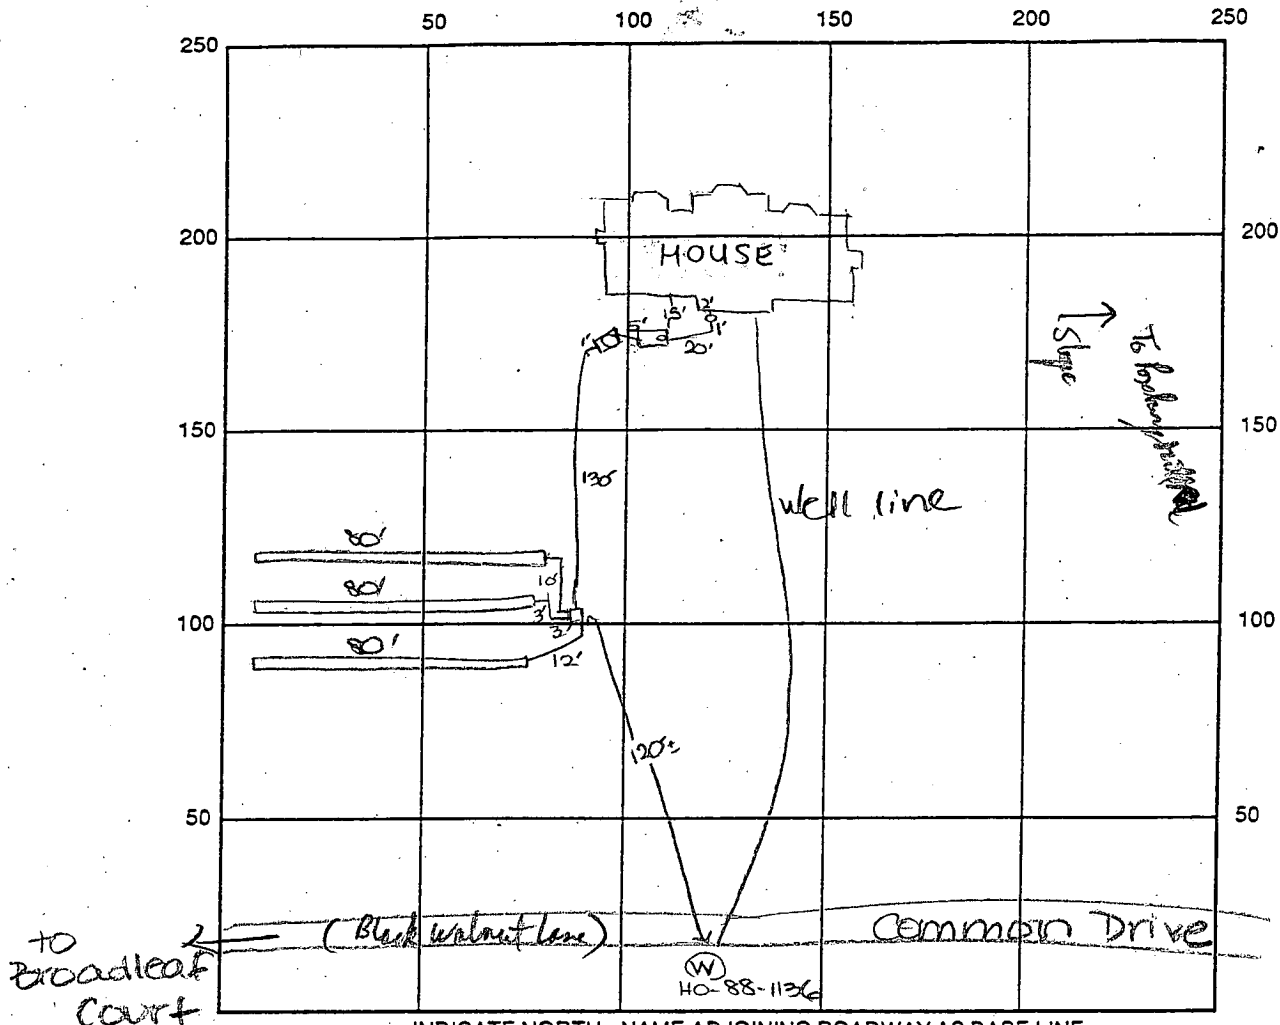 50 100 150 200 250
250
200 200
HOUSE
15' 2'
5' 1'
1' 20'
Slope
To
150 150
130'
well line
80'
10'
80'
3'
100 100
3'
80'
12'
120'±
50 50
(Black walnut Lane) Common Drive
to
Broadleaf
Court
W
HO-88-1136
INDICATE NORTH - NAME ADJOINING ROADWAY AS BASE LINE